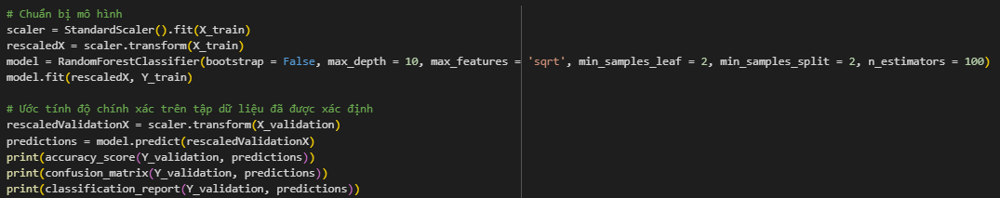 # Chuẩn bị mô hình
scaler = StandardScaler().fit(X_train)
rescaledX = scaler.transform(X_train)
model = RandomForestClassifier(bootstrap = False, max_depth = 10, max_features = 'sqrt', min_samples_leaf = 2, min_samples_split = 2, n_estimators = 100)
model.fit(rescaledX, Y_train)
# Ước tính độ chính xác trên tập dữ liệu đã được xác định
rescaledValidationX = scaler.transform(X_validation)
predictions = model.predict(rescaledValidationX)
print(accuracy_score(Y_validation, predictions))
print(confusion_matrix(Y_validation, predictions))
print(classification_report(Y_validation, predictions))